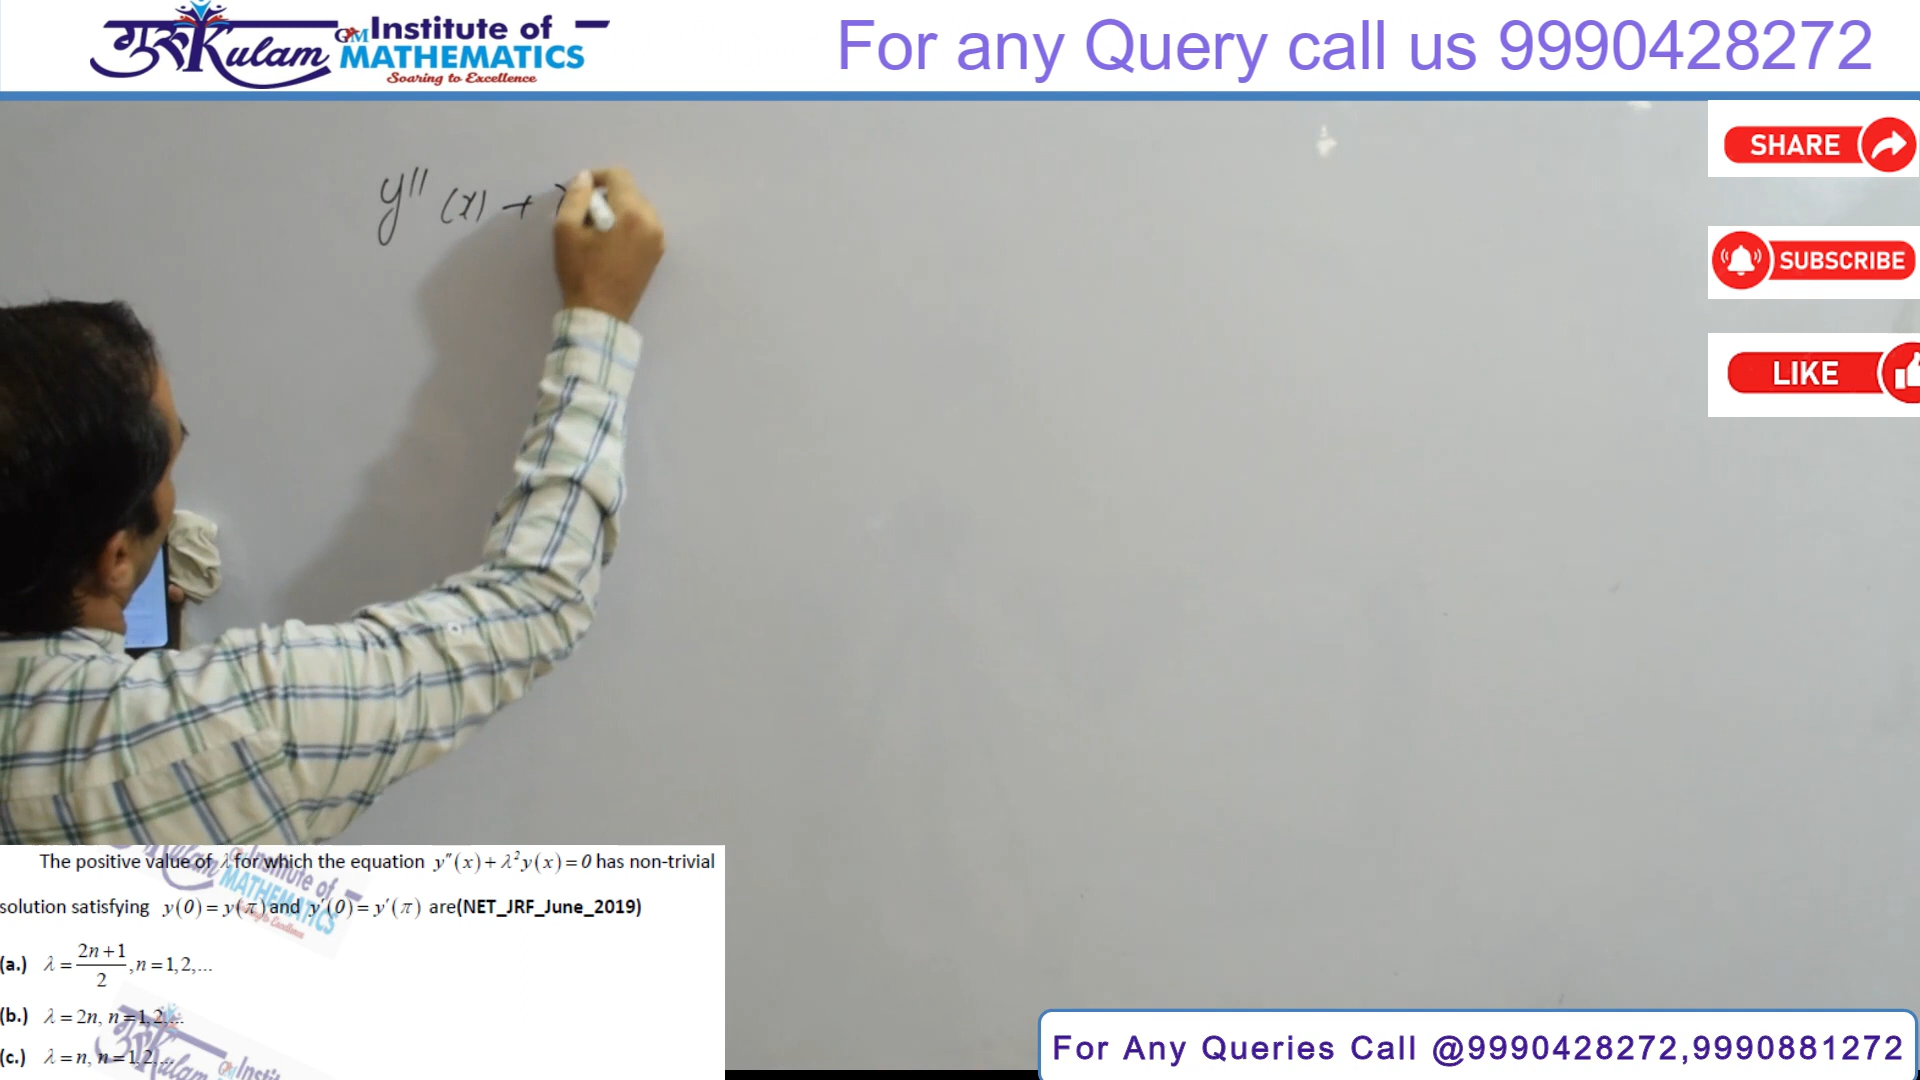 गुरुKulam GM Institute of
MATHEMATICS
Soaring to Excellence
For any Query call us 9990428272
SHARE
SUBSCRIBE
LIKE
y''(x) +
The positive value of λ for which the equation y″(x)+λ²y(x)=0 has non-trivial
solution satisfying y(0)=y(π) and y′(0)=y′(π) are(NET_JRF_June_2019)
(a.) λ = (2n+1)/2, n=1,2,...
(b.) λ = 2n, n=1,2,...
(c.) λ = n, n=1,2,...
For Any Queries Call @9990428272,9990881272